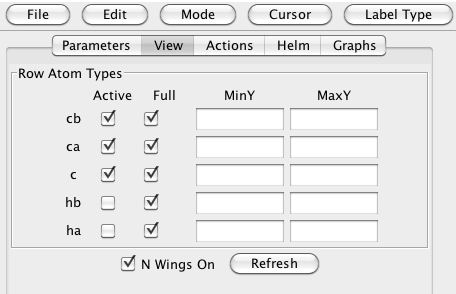 File Edit Mode Cursor Label Type
Parameters View Actions Helm Graphs
Row Atom Types
Active Full MinY MaxY
cb
ca
c
hb
ha
N Wings On Refresh